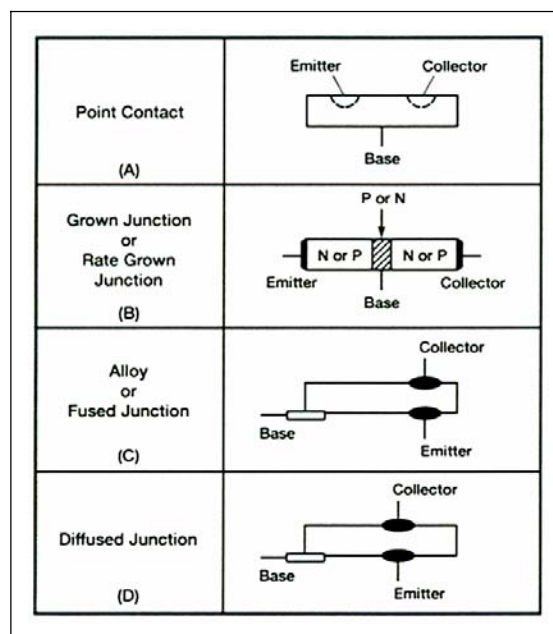 Point Contact
(A)
Emitter
Collector
Base
Grown Junction
or
Rate Grown
Junction
(B)
P or N
N or P
N or P
Emitter
Base
Collector
Alloy
or
Fused Junction
(C)
Collector
Base
Emitter
Diffused Junction
(D)
Collector
Base
Emitter